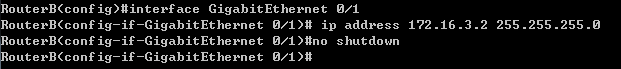 RouterB(config)#interface GigabitEthernet 0/1
RouterB(config-if-GigabitEthernet 0/1)# ip address 172.16.3.2 255.255.255.0
RouterB(config-if-GigabitEthernet 0/1)#no shutdown
RouterB(config-if-GigabitEthernet 0/1)#